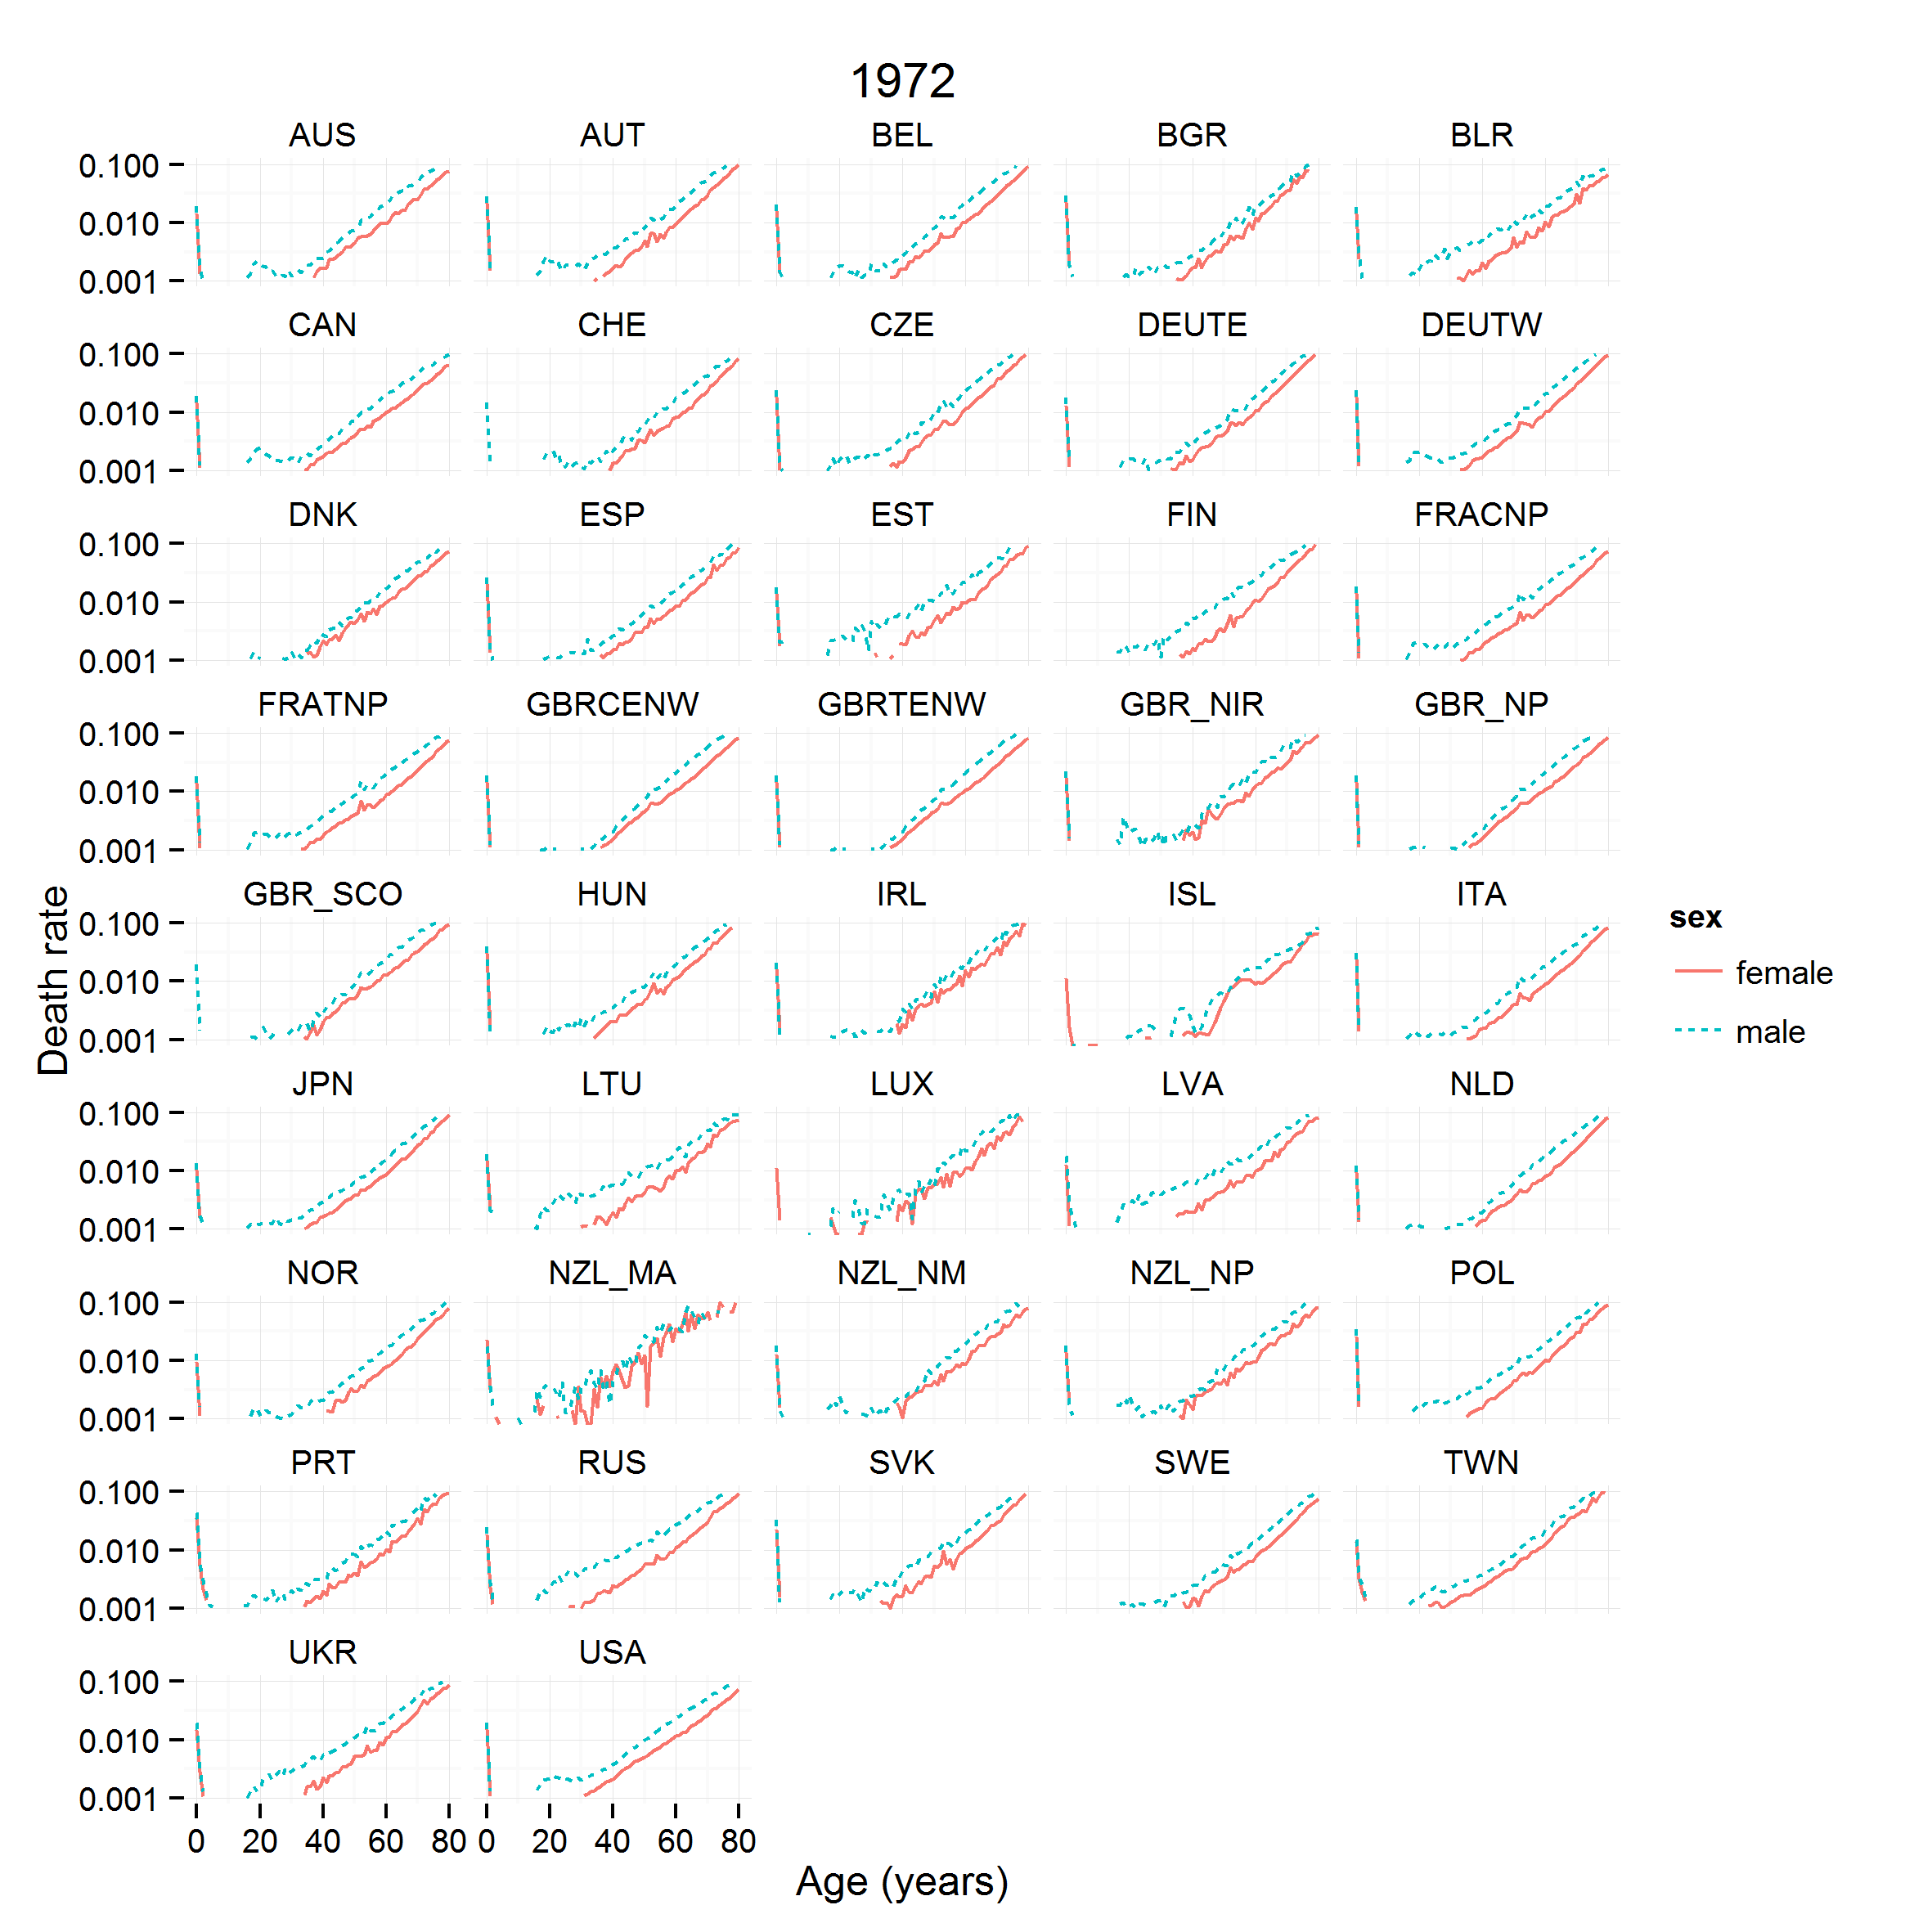 1972
AUS AUT BEL BGR BLR
0.100
0.010
0.001
CAN CHE CZE DEUTE DEUTW
0.100
0.010
0.001
DNK ESP EST FIN FRACNP
0.100
0.010
0.001
FRATNP GBRCENW GBRTENW GBR_NIR GBR_NP
0.100
0.010
0.001
GBR_SCO HUN IRL ISL ITA
0.100
0.010
0.001
Death rate
sex
female
male
JPN LTU LUX LVA NLD
0.100
0.010
0.001
NOR NZL_MA NZL_NM NZL_NP POL
0.100
0.010
0.001
PRT RUS SVK SWE TWN
0.100
0.010
0.001
UKR USA
0.100
0.010
0.001
0 20 40 60 80 0 20 40 60 80
Age (years)